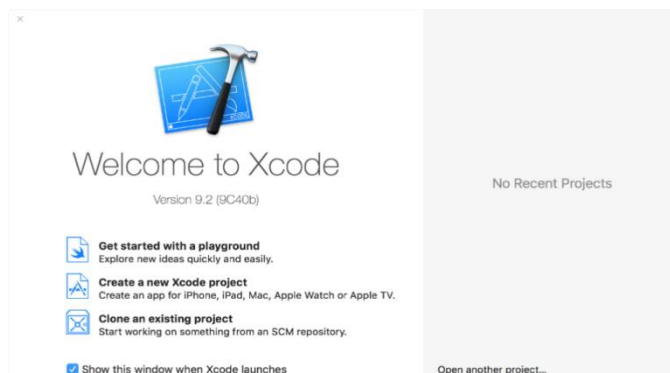 Welcome to Xcode
Version 9.2 (9C40b)
Get started with a playground
Explore new ideas quickly and easily.
Create a new Xcode project
Create an app for iPhone, iPad, Mac, Apple Watch or Apple TV.
Clone an existing project
Start working on something from an SCM repository.
Show this window when Xcode launches
No Recent Projects
Open another project...